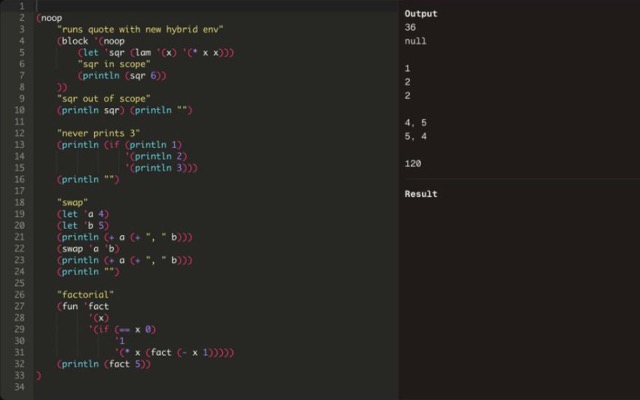 1
2 (noop
3 "runs quote with new hybrid env"
4 (block '(noop
5 (let 'sqr (lam '(x) '(* x x)))
6 "sqr in scope"
7 (println (sqr 6))
8 ))
9 "sqr out of scope"
10 (println sqr) (println "")
11
12 "never prints 3"
13 (println (if (println 1)
14 '(println 2)
15 '(println 3)))
16 (println "")
17
18 "swap"
19 (let 'a 4)
20 (let 'b 5)
21 (println (+ a (+ ", " b)))
22 (swap 'a 'b)
23 (println (+ a (+ ", " b)))
24 (println "")
25
26 "factorial"
27 (fun 'fact
28 '(x)
29 '(if (== x 0)
30 '1
31 '(* x (fact (- x 1)))))
32 (println (fact 5))
33 )
34
Output
36
null
1
2
2
4, 5
5, 4
120
Result